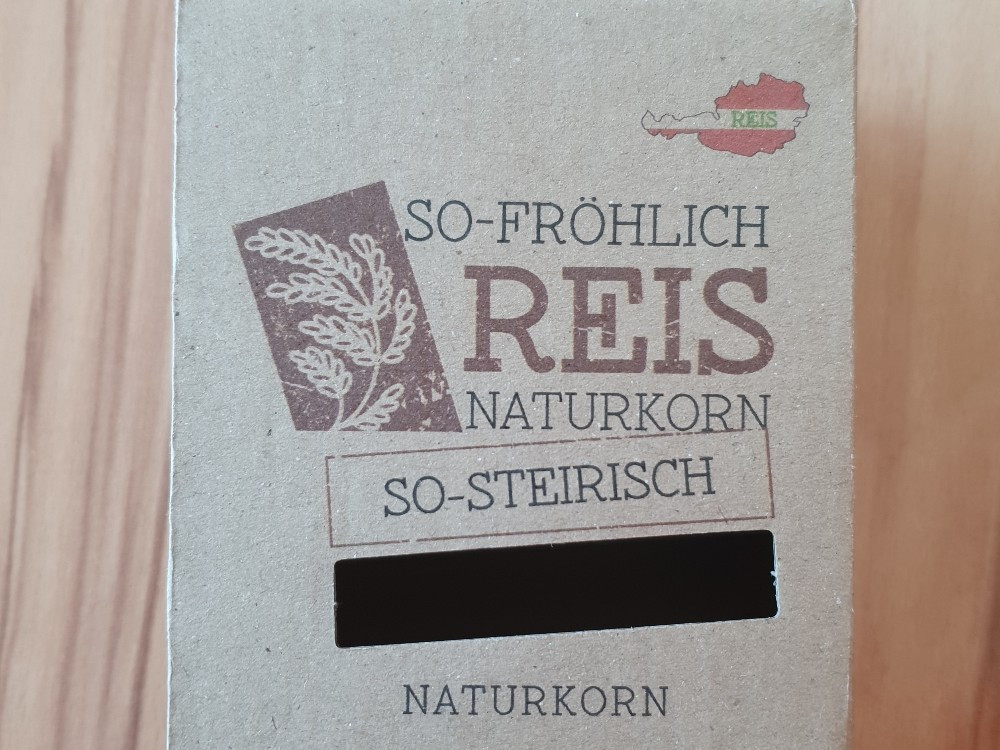 REIS
SO-FRÖHLICH
REIS
NATURKORN
SO-STEIRISCH
NATURKORN